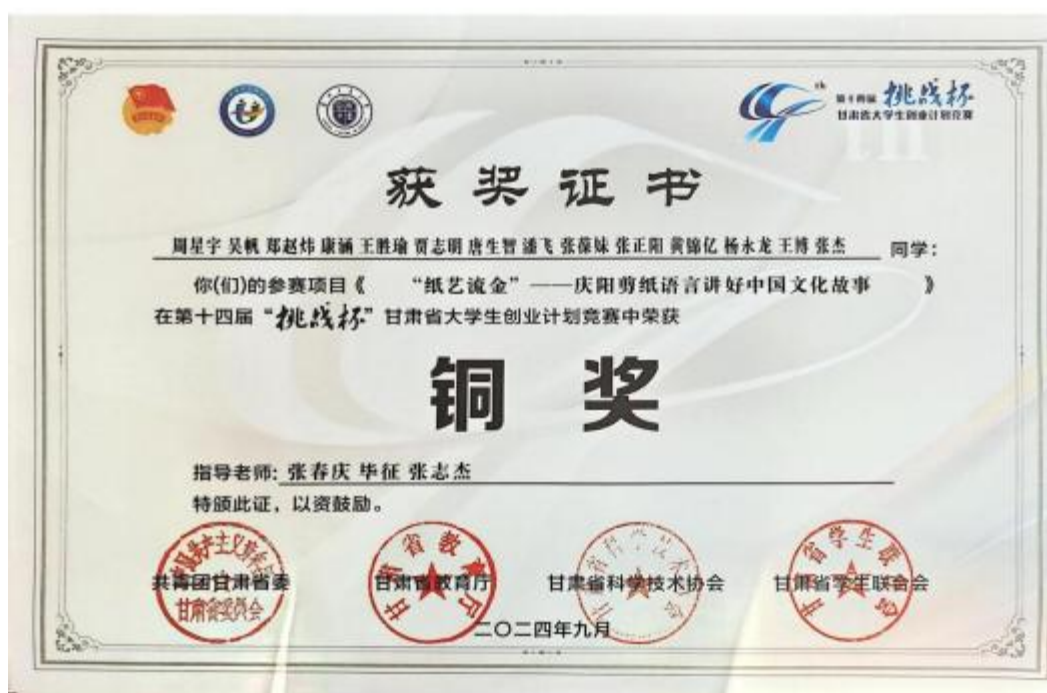 第十四届 挑战杯
甘肃省大学生创业计划竞赛
获奖证书
周星宇 吴帆 郑赵炜 康涵 王胜瑜 贾志明 唐生智 潘飞 张葆妹 张正阳 黄锦亿 杨永龙 王博 张杰 同学：
你(们)的参赛项目《 “纸艺流金”——庆阳剪纸语言讲好中国文化故事 》
在第十四届“挑战杯”甘肃省大学生创业计划竞赛中荣获
铜奖
指导老师: 张春庆 毕征 张志杰
特颁此证，以资鼓励。
共青团甘肃省委 甘肃省教育厅 甘肃省科学技术协会 甘肃省学生联合会
二〇二四年九月